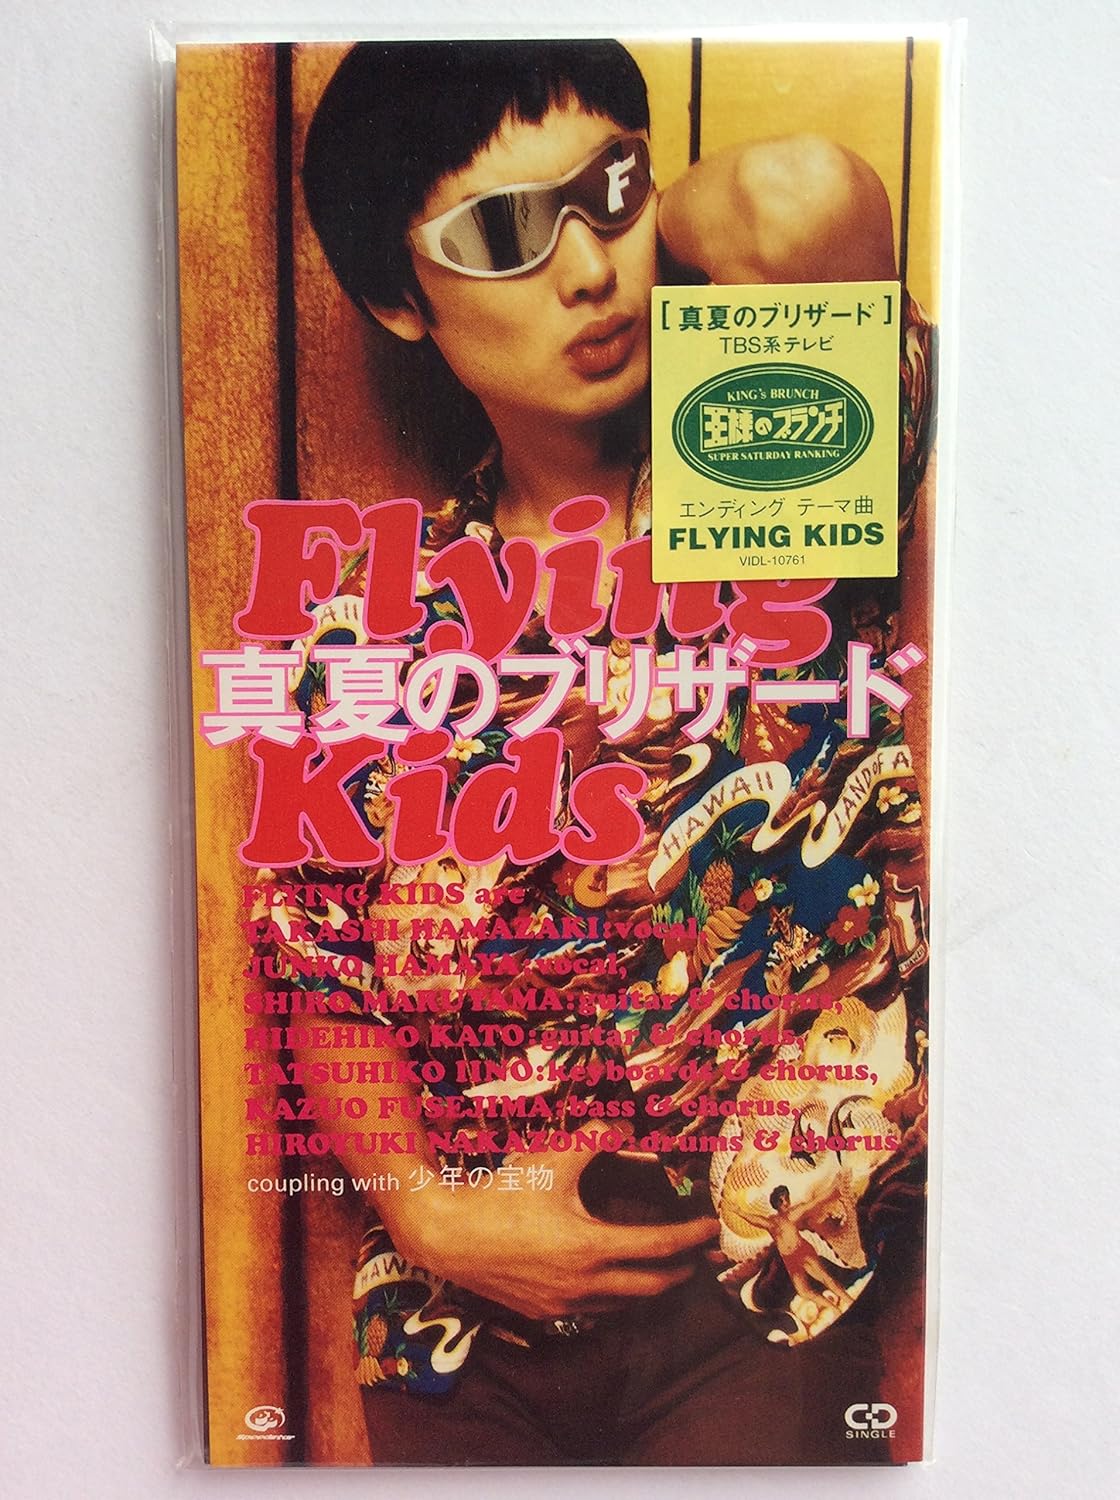 F
[真夏のブリザード]
TBS系テレビ
KING's BRUNCH
王様のブランチ
SUPER SATURDAY RANKING
エンディング テーマ曲
FLYING KIDS
VIDL-10761
Flying
真夏のブリザード
Kids
HAWAII
LAND OF A
FLYING KIDS are
TAKASHI HAMAZAKI:vocal,
JUNKO HAMAYA:vocal,
SHIRO MARUYAMA:guitar & chorus,
HIDEHIKO KATO:guitar & chorus,
TATSUHIKO IINO:keyboards & chorus,
KAZUO FUSEJIMA:bass & chorus,
HIROYUKI NAKAZONO:drums & chorus
coupling with 少年の宝物
HAWAII
CD
SINGLE